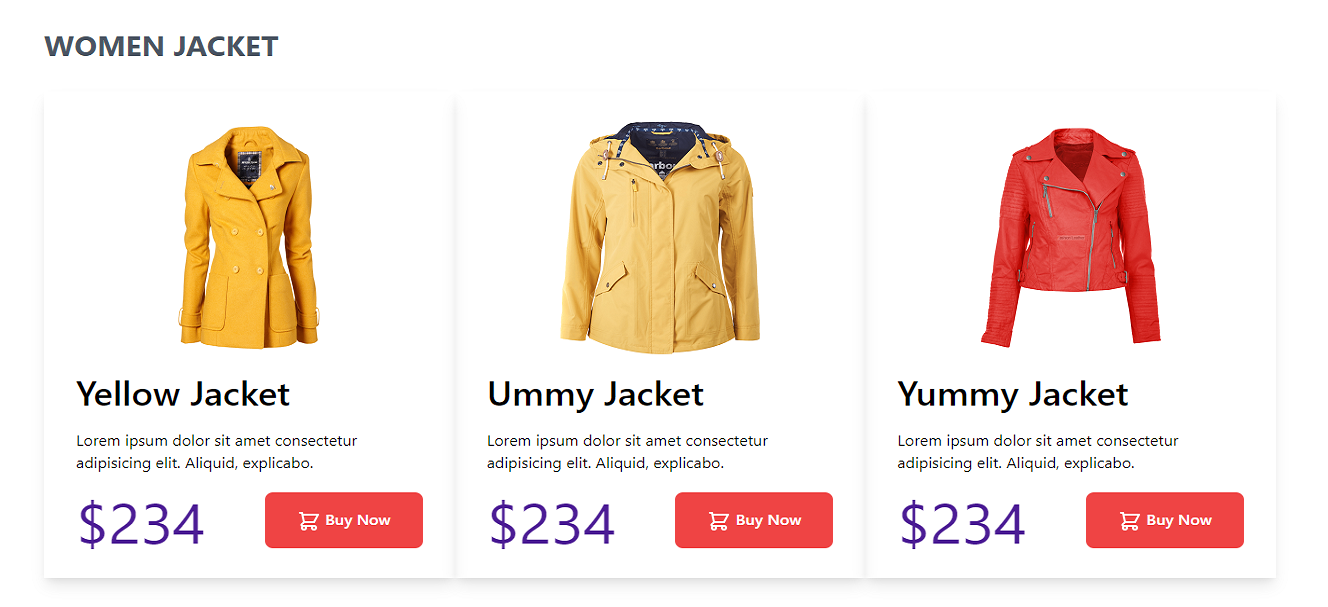 WOMEN JACKET
Yellow Jacket
Lorem ipsum dolor sit amet consectetur
adipisicing elit. Aliquid, explicabo.
$234
Buy Now
Ummy Jacket
Lorem ipsum dolor sit amet consectetur
adipisicing elit. Aliquid, explicabo.
$234
Buy Now
Yummy Jacket
Lorem ipsum dolor sit amet consectetur
adipisicing elit. Aliquid, explicabo.
$234
Buy Now